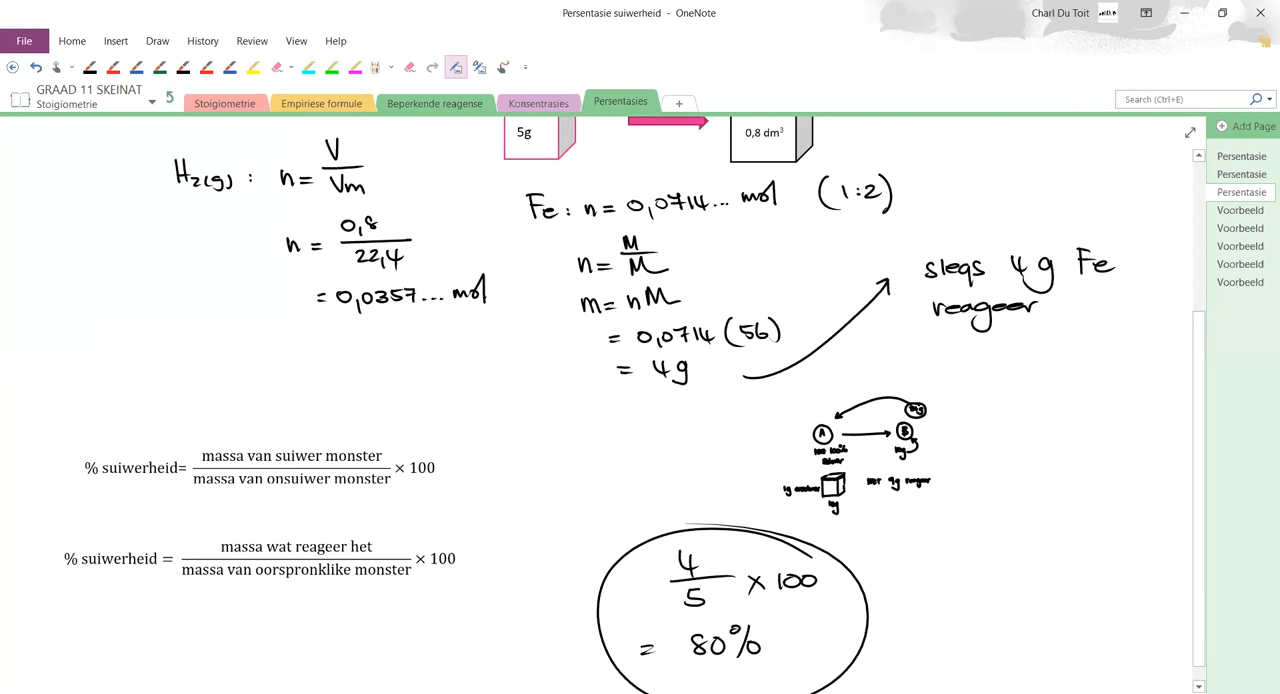 Persentasie suiwerheid - OneNote
Charl Du Toit
File Home Insert Draw History Review View Help
GRAAD 11 SKEINAT
Stoigiometrie
Stoigiometrie Empiriese formule Beperkende reagense Konsentrasies Persentasies +
Search (Ctrl+E)
Add Page
Persentasie
Persentasie
Persentasie
Voorbeeld
Voorbeeld
Voorbeeld
Voorbeeld
Voorbeeld
5g
0,8 dm³
H₂(g) : n = V / Vm
n = 0,8 / 22,4
= 0,0357... mol
Fe : n = 0,0714... mol (1:2)
n = M / M
m = nM
= 0,0714 (56)
= 4g
slegs 4g Fe
reageer
A
B
% suiwerheid= massa van suiwer monster / massa van onsuiwer monster × 100
% suiwerheid = massa wat reageer het / massa van oorspronklike monster × 100
4 / 5 × 100
= 80%